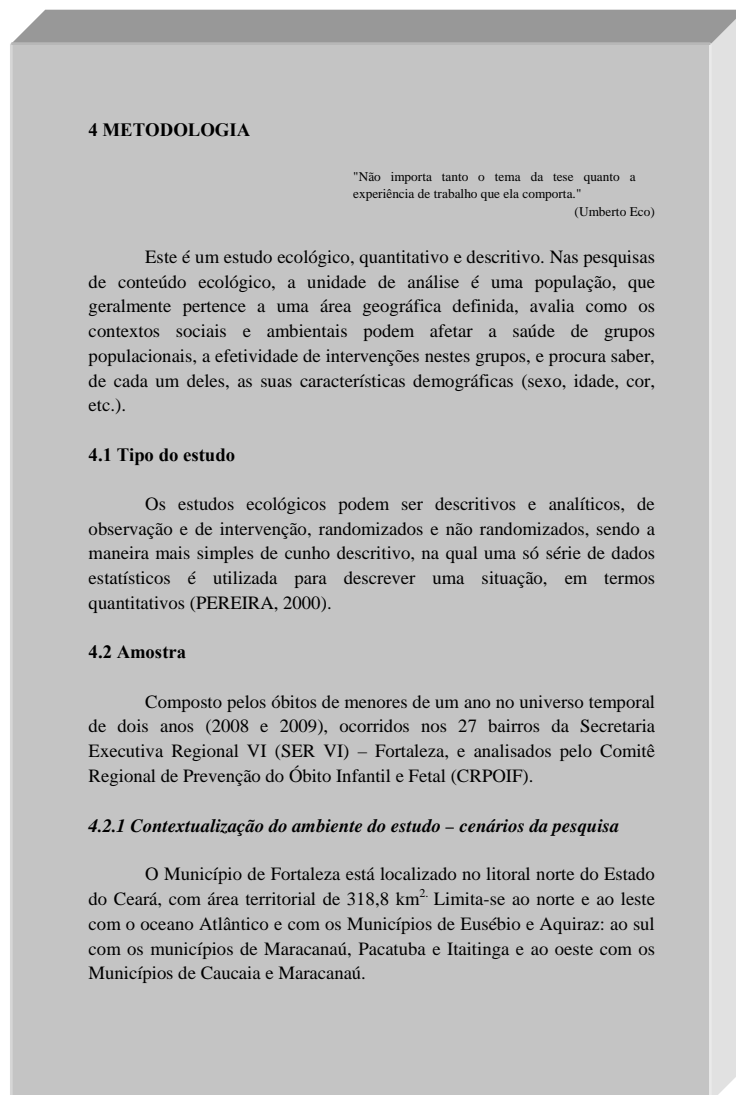 4 METODOLOGIA
"Não importa tanto o tema da tese quanto a
experiência de trabalho que ela comporta."
(Umberto Eco)
Este é um estudo ecológico, quantitativo e descritivo. Nas pesquisas
de conteúdo ecológico, a unidade de análise é uma população, que
geralmente pertence a uma área geográfica definida, avalia como os
contextos sociais e ambientais podem afetar a saúde de grupos
populacionais, a efetividade de intervenções nestes grupos, e procura saber,
de cada um deles, as suas características demográficas (sexo, idade, cor,
etc.).
4.1 Tipo do estudo
Os estudos ecológicos podem ser descritivos e analíticos, de
observação e de intervenção, randomizados e não randomizados, sendo a
maneira mais simples de cunho descritivo, na qual uma só série de dados
estatísticos é utilizada para descrever uma situação, em termos
quantitativos (PEREIRA, 2000).
4.2 Amostra
Composto pelos óbitos de menores de um ano no universo temporal
de dois anos (2008 e 2009), ocorridos nos 27 bairros da Secretaria
Executiva Regional VI (SER VI) – Fortaleza, e analisados pelo Comitê
Regional de Prevenção do Óbito Infantil e Fetal (CRPOIF).
4.2.1 Contextualização do ambiente do estudo – cenários da pesquisa
O Município de Fortaleza está localizado no litoral norte do Estado
do Ceará, com área territorial de 318,8 km². Limita-se ao norte e ao leste
com o oceano Atlântico e com os Municípios de Eusébio e Aquiraz: ao sul
com os municípios de Maracanaú, Pacatuba e Itaitinga e ao oeste com os
Municípios de Caucaia e Maracanaú.